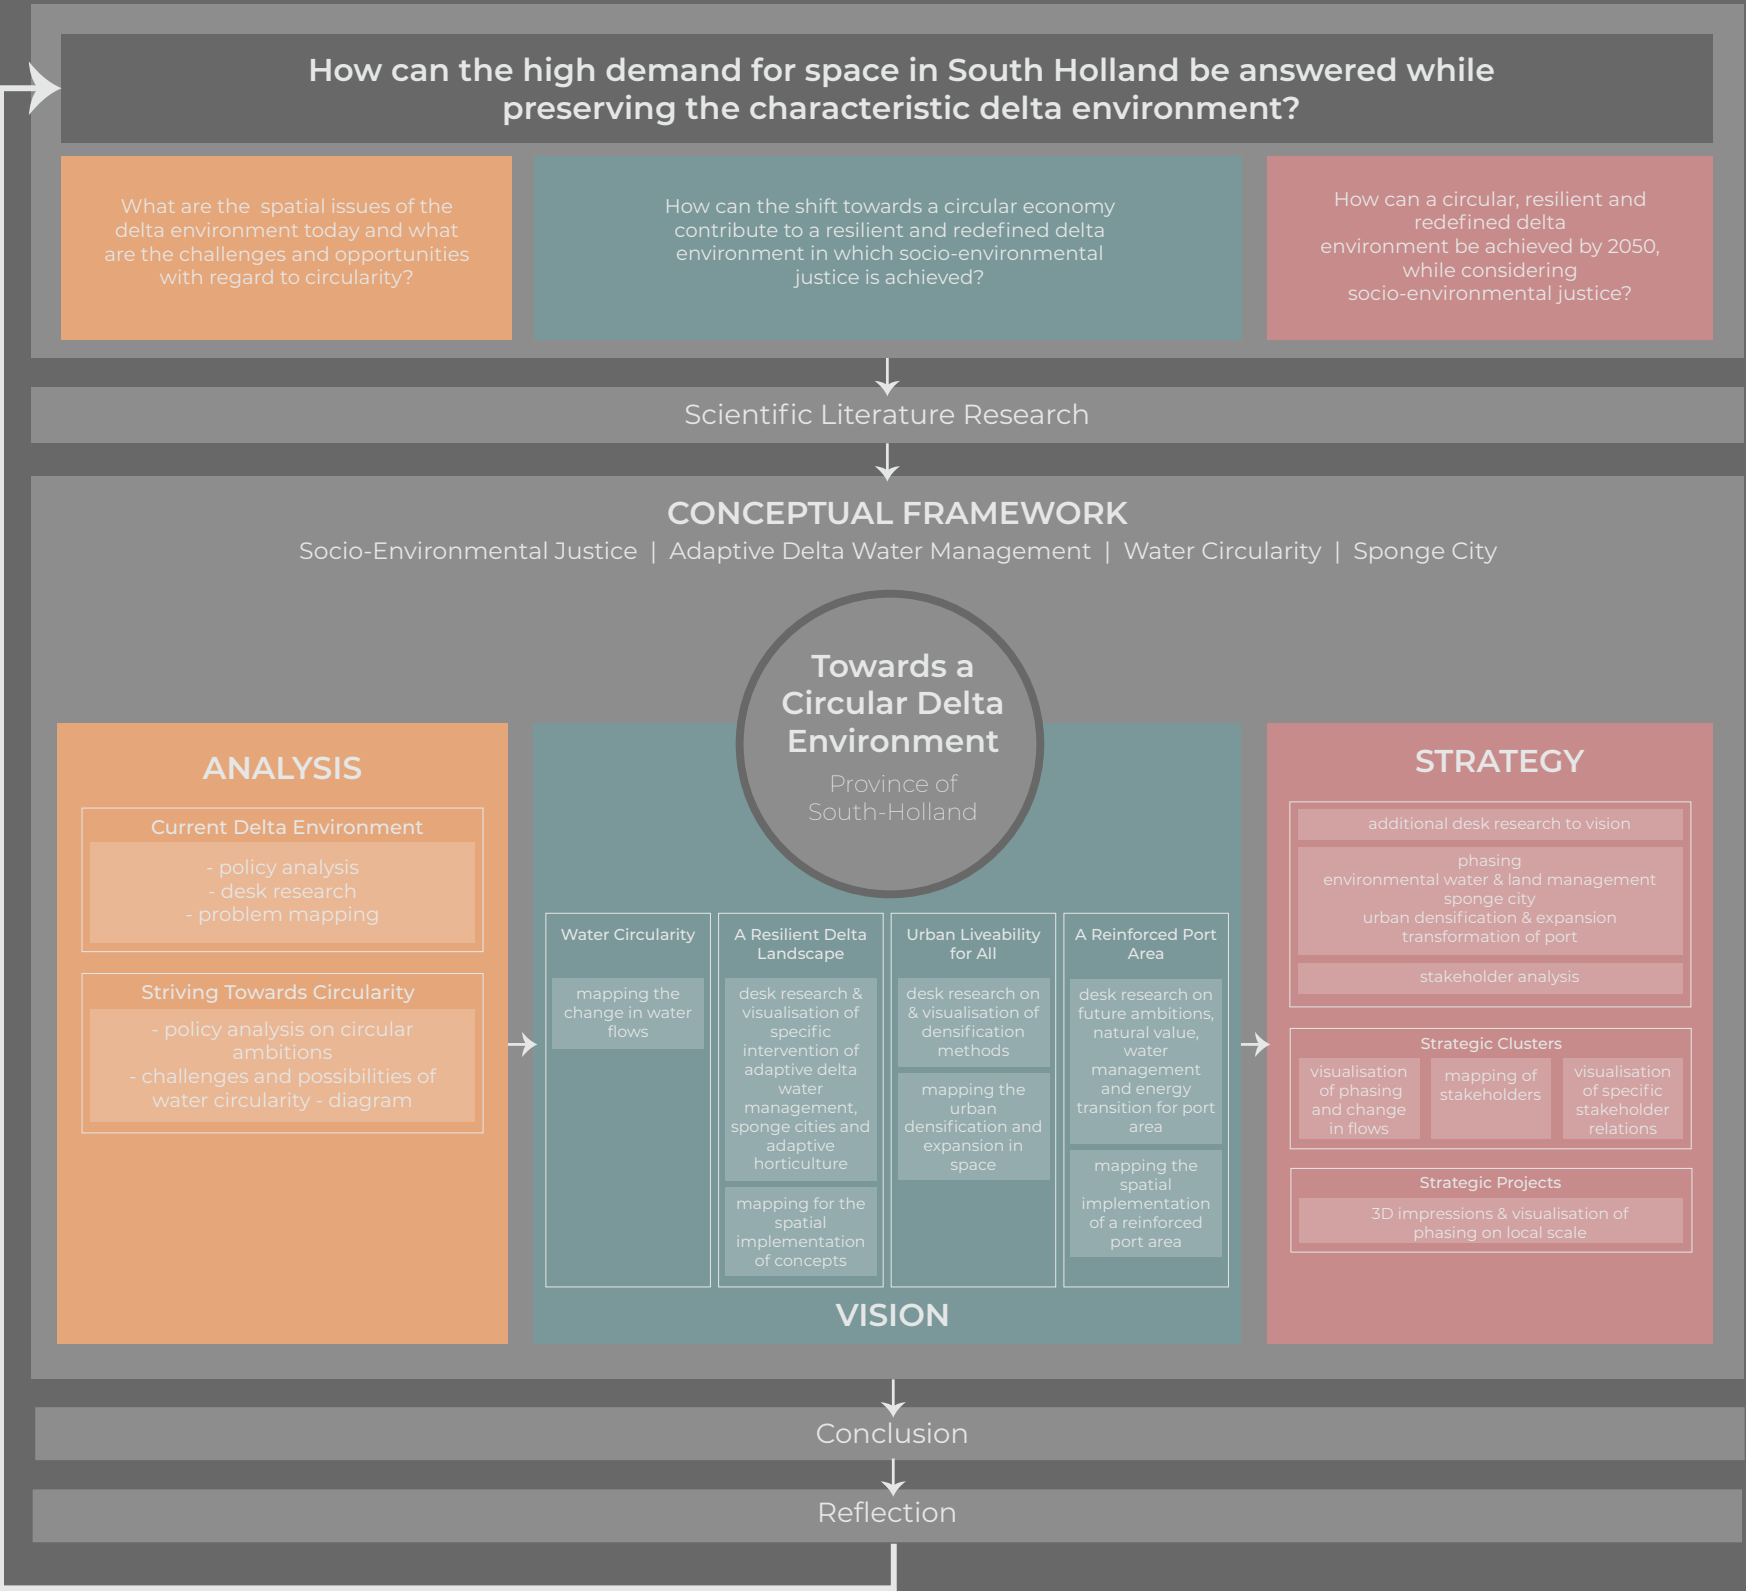 How can the high demand for space in South Holland be answered while
preserving the characteristic delta environment?
What are the spatial issues of the
delta environment today and what
are the challenges and opportunities
with regard to circularity?
How can the shift towards a circular economy
contribute to a resilient and redefined delta
environment in which socio-environmental
justice is achieved?
How can a circular, resilient and
redefined delta
environment be achieved by 2050,
while considering
socio-environmental justice?
Scientific Literature Research
CONCEPTUAL FRAMEWORK
Socio-Environmental Justice | Adaptive Delta Water Management | Water Circularity | Sponge City
Towards a
Circular Delta
Environment
Province of
South-Holland
ANALYSIS
Current Delta Environment
- policy analysis
- desk research
- problem mapping
Striving Towards Circularity
- policy analysis on circular
ambitions
- challenges and possibilities of
water circularity - diagram
Water Circularity
mapping the
change in water
flows
A Resilient Delta
Landscape
desk research &
visualisation of
specific
intervention of
adaptive delta
water
management,
sponge cities and
adaptive
horticulture
mapping for the
spatial
implementation
of concepts
Urban Liveability
for All
desk research on
& visualisation of
densification
methods
mapping the
urban
densification and
expansion in
space
A Reinforced Port
Area
desk research on
future ambitions,
natural value,
water
management
and energy
transition for port
area
mapping the
spatial
implementation
of a reinforced
port area
VISION
STRATEGY
additional desk research to vision
phasing
environmental water & land management
sponge city
urban densification & expansion
transformation of port
stakeholder analysis
Strategic Clusters
visualisation
of phasing
and change
in flows
mapping of
stakeholders
visualisation
of specific
stakeholder
relations
Strategic Projects
3D impressions & visualisation of
phasing on local scale
Conclusion
Reflection